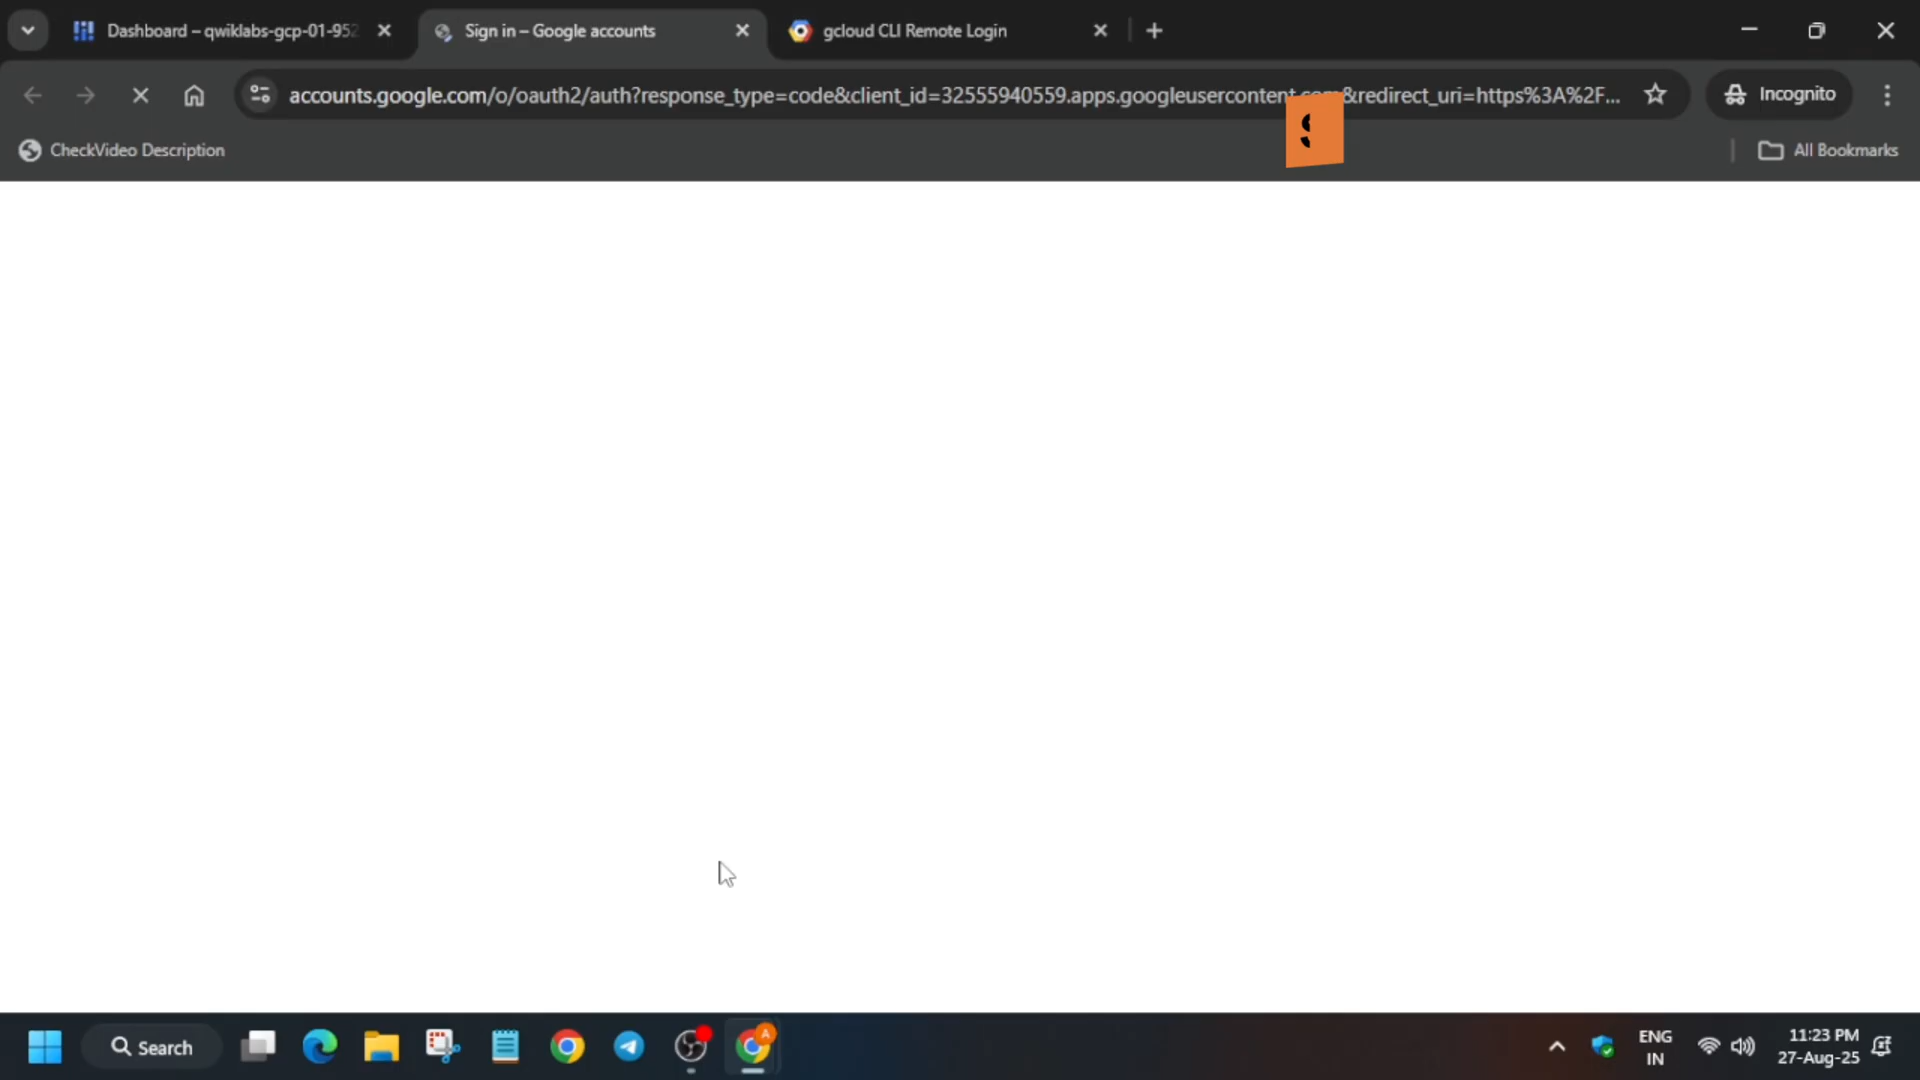 Dashboard – qwiklabs-gcp-01-952
Sign in – Google accounts
gcloud CLI Remote Login
accounts.google.com/o/oauth2/auth?response_type=code&client_id=32555940559.apps.googleusercontent.com&redirect_uri=https%3A%2F...
Incognito
CheckVideo Description
All Bookmarks
Search
A
ENG
IN
11:23 PM
27-Aug-25